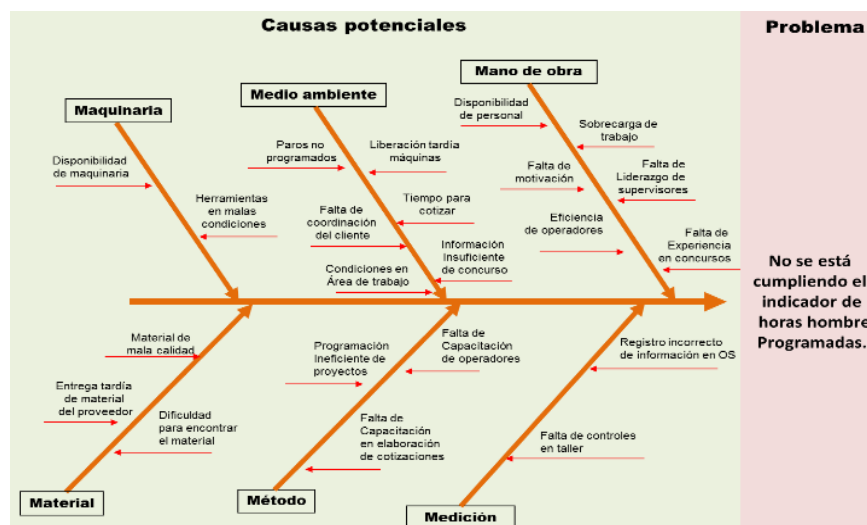 Causas potenciales
Problema
Mano de obra
Medio ambiente
Maquinaria
Disponibilidad
de personal
Sobrecarga de
trabajo
Falta de
motivación
Falta de
Liderazgo de
supervisores
Eficiencia
de operadores
Falta de
Experiencia
en concursos
Paros no
programados
Liberación tardía
máquinas
Tiempo para
cotizar
Falta de
coordinación
del cliente
Información
Insuficiente
de concurso
Condiciones en
Área de trabajo
Disponibilidad
de maquinaria
Herramientas
en malas
condiciones
No se está
cumpliendo el
indicador de
horas hombre
Programadas.
Material de
mala calidad
Entrega tardía
de material
del proveedor
Dificuldad
para encontrar
el material
Programación
Ineficiente de
proyectos
Falta de
Capacitación
de operadores
Falta de
Capacitación
en elaboración
de cotizaciones
Registro incorrecto
de información en OS
Falta de controles
en taller
Material
Método
Medición